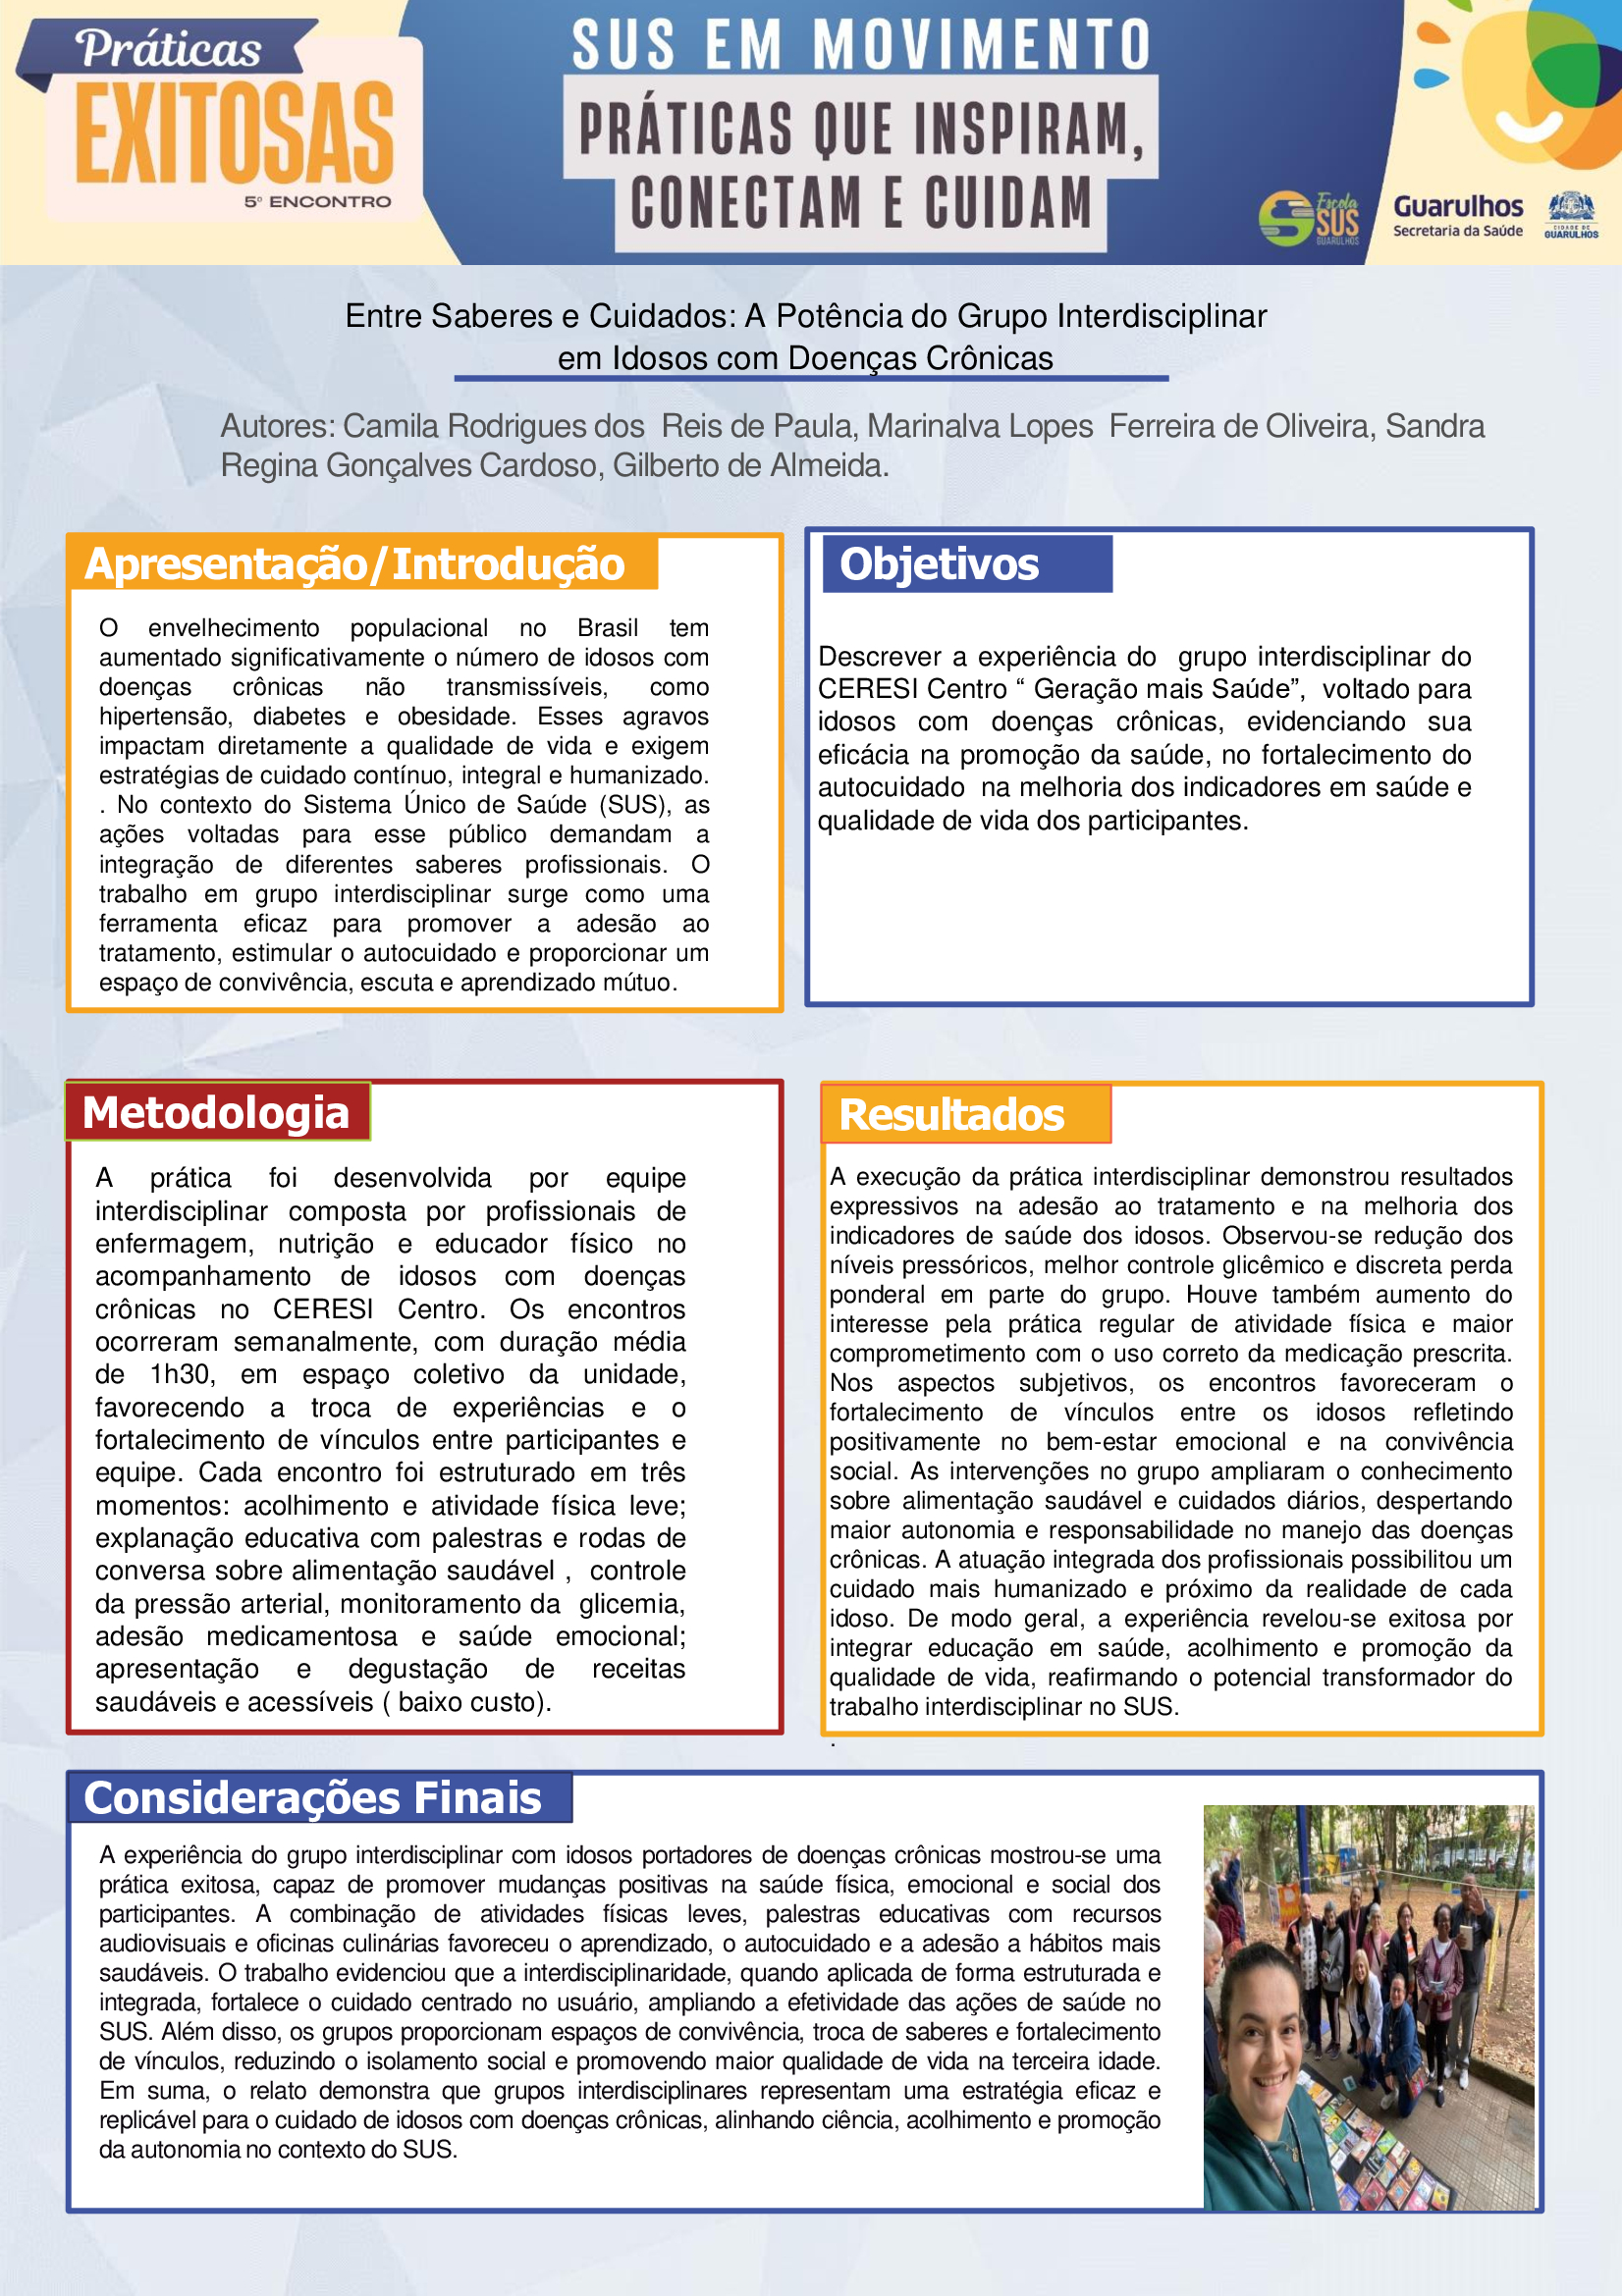 Práticas
EXITOSAS
5º ENCONTRO
SUS EM MOVIMENTO
PRÁTICAS QUE INSPIRAM,
CONECTAM E CUIDAM
Escola
SUS
GUARULHOS
Guarulhos
Secretaria da Saúde
CIDADE DE
GUARULHOS
Entre Saberes e Cuidados: A Potência do Grupo Interdisciplinar
em Idosos com Doenças Crônicas
Autores: Camila Rodrigues dos  Reis de Paula, Marinalva Lopes  Ferreira de Oliveira, Sandra
Regina Gonçalves Cardoso, Gilberto de Almeida.
Apresentação/Introdução
O envelhecimento populacional no Brasil tem
aumentado significativamente o número de idosos com
doenças crônicas não transmissíveis, como
hipertensão, diabetes e obesidade. Esses agravos
impactam diretamente a qualidade de vida e exigem
estratégias de cuidado contínuo, integral e humanizado.
. No contexto do Sistema Único de Saúde (SUS), as
ações voltadas para esse público demandam a
integração de diferentes saberes profissionais. O
trabalho em grupo interdisciplinar surge como uma
ferramenta eficaz para promover a adesão ao
tratamento, estimular o autocuidado e proporcionar um
espaço de convivência, escuta e aprendizado mútuo.
Objetivos
Descrever a experiência do  grupo interdisciplinar do
CERESI Centro “ Geração mais Saúde”,  voltado para
idosos com doenças crônicas, evidenciando sua
eficácia na promoção da saúde, no fortalecimento do
autocuidado  na melhoria dos indicadores em saúde e
qualidade de vida dos participantes.
Metodologia
A prática foi desenvolvida por equipe
interdisciplinar composta por profissionais de
enfermagem, nutrição e educador físico no
acompanhamento de idosos com doenças
crônicas no CERESI Centro. Os encontros
ocorreram semanalmente, com duração média
de 1h30, em espaço coletivo da unidade,
favorecendo a troca de experiências e o
fortalecimento de vínculos entre participantes e
equipe. Cada encontro foi estruturado em três
momentos: acolhimento e atividade física leve;
explanação educativa com palestras e rodas de
conversa sobre alimentação saudável ,  controle
da pressão arterial, monitoramento da  glicemia,
adesão medicamentosa e saúde emocional;
apresentação e degustação de receitas
saudáveis e acessíveis ( baixo custo).
Resultados
A execução da prática interdisciplinar demonstrou resultados
expressivos na adesão ao tratamento e na melhoria dos
indicadores de saúde dos idosos. Observou-se redução dos
níveis pressóricos, melhor controle glicêmico e discreta perda
ponderal em parte do grupo. Houve também aumento do
interesse pela prática regular de atividade física e maior
comprometimento com o uso correto da medicação prescrita.
Nos aspectos subjetivos, os encontros favoreceram o
fortalecimento de vínculos entre os idosos refletindo
positivamente no bem-estar emocional e na convivência
social. As intervenções no grupo ampliaram o conhecimento
sobre alimentação saudável e cuidados diários, despertando
maior autonomia e responsabilidade no manejo das doenças
crônicas. A atuação integrada dos profissionais possibilitou um
cuidado mais humanizado e próximo da realidade de cada
idoso. De modo geral, a experiência revelou-se exitosa por
integrar educação em saúde, acolhimento e promoção da
qualidade de vida, reafirmando o potencial transformador do
trabalho interdisciplinar no SUS.
.
Considerações Finais
A experiência do grupo interdisciplinar com idosos portadores de doenças crônicas mostrou-se uma
prática exitosa, capaz de promover mudanças positivas na saúde física, emocional e social dos
participantes. A combinação de atividades físicas leves, palestras educativas com recursos
audiovisuais e oficinas culinárias favoreceu o aprendizado, o autocuidado e a adesão a hábitos mais
saudáveis. O trabalho evidenciou que a interdisciplinaridade, quando aplicada de forma estruturada e
integrada, fortalece o cuidado centrado no usuário, ampliando a efetividade das ações de saúde no
SUS. Além disso, os grupos proporcionam espaços de convivência, troca de saberes e fortalecimento
de vínculos, reduzindo o isolamento social e promovendo maior qualidade de vida na terceira idade.
Em suma, o relato demonstra que grupos interdisciplinares representam uma estratégia eficaz e
replicável para o cuidado de idosos com doenças crônicas, alinhando ciência, acolhimento e promoção
da autonomia no contexto do SUS.